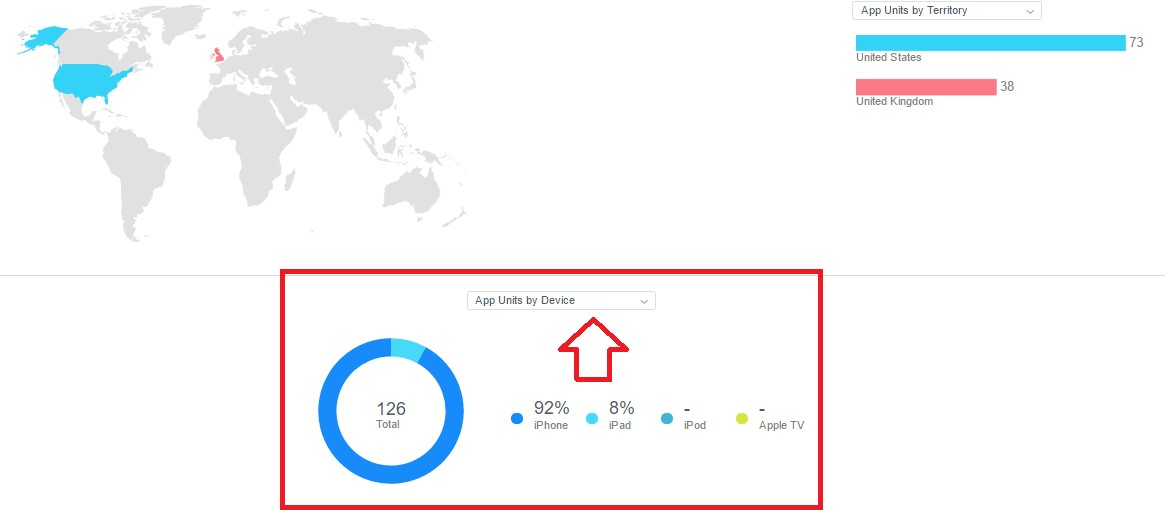 App Units by Territory
73
United States
38
United Kingdom
App Units by Device
126
Total
92%
iPhone
8%
iPad
-
iPod
-
Apple TV